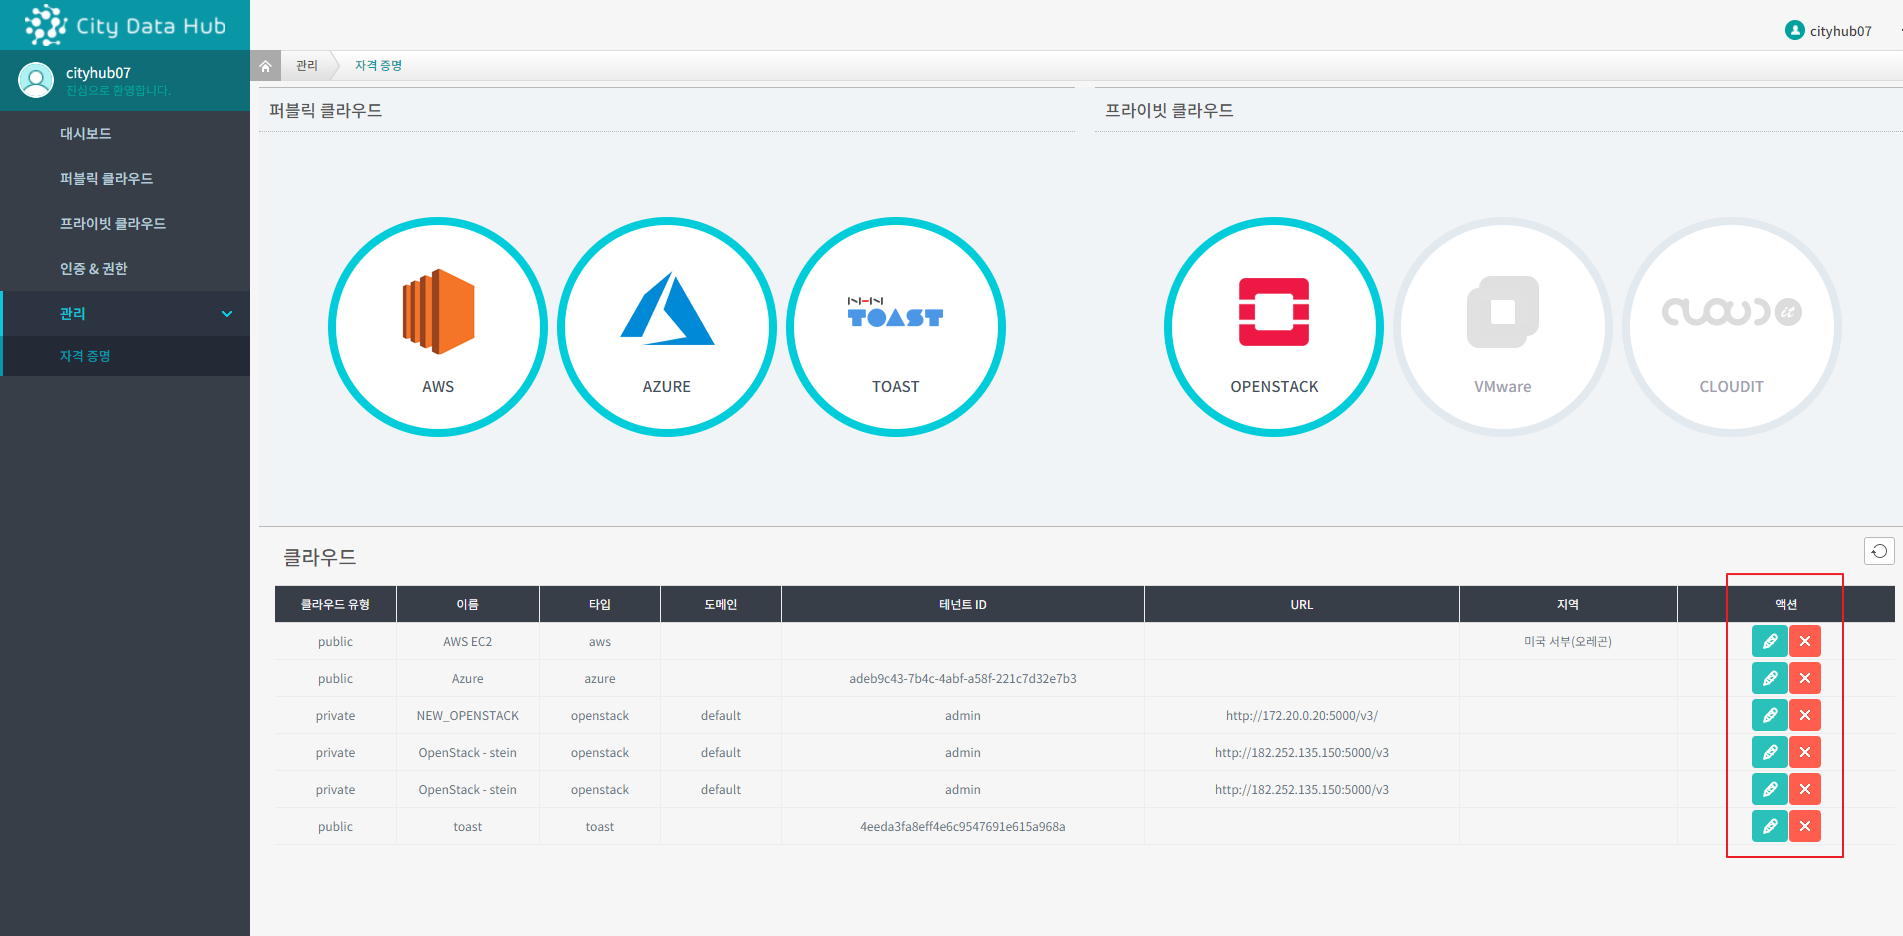 City Data Hub
cityhub07
cityhub07
진심으로 환영합니다.
관리
자격 증명
대시보드
퍼블릭 클라우드
프라이빗 클라우드
인증 & 권한
관리
자격 증명
퍼블릭 클라우드
프라이빗 클라우드
AWS
AZURE
NHN
TOAST
TOAST
OPENSTACK
VMware
cloud it
CLOUDIT
클라우드
클라우드 유형 이름 타입 도메인 테넌트 ID URL 지역 액션
public AWS EC2 aws 미국 서부(오레곤)
public Azure azure adeb9c43-7b4c-4abf-a58f-221c7d32e7b3
private NEW_OPENSTACK openstack default admin http://172.20.0.20:5000/v3/
private OpenStack - stein openstack default admin http://182.252.135.150:5000/v3
private OpenStack - stein openstack default admin http://182.252.135.150:5000/v3
public toast toast 4eeda3fa8eff4e6c9547691e615a968a